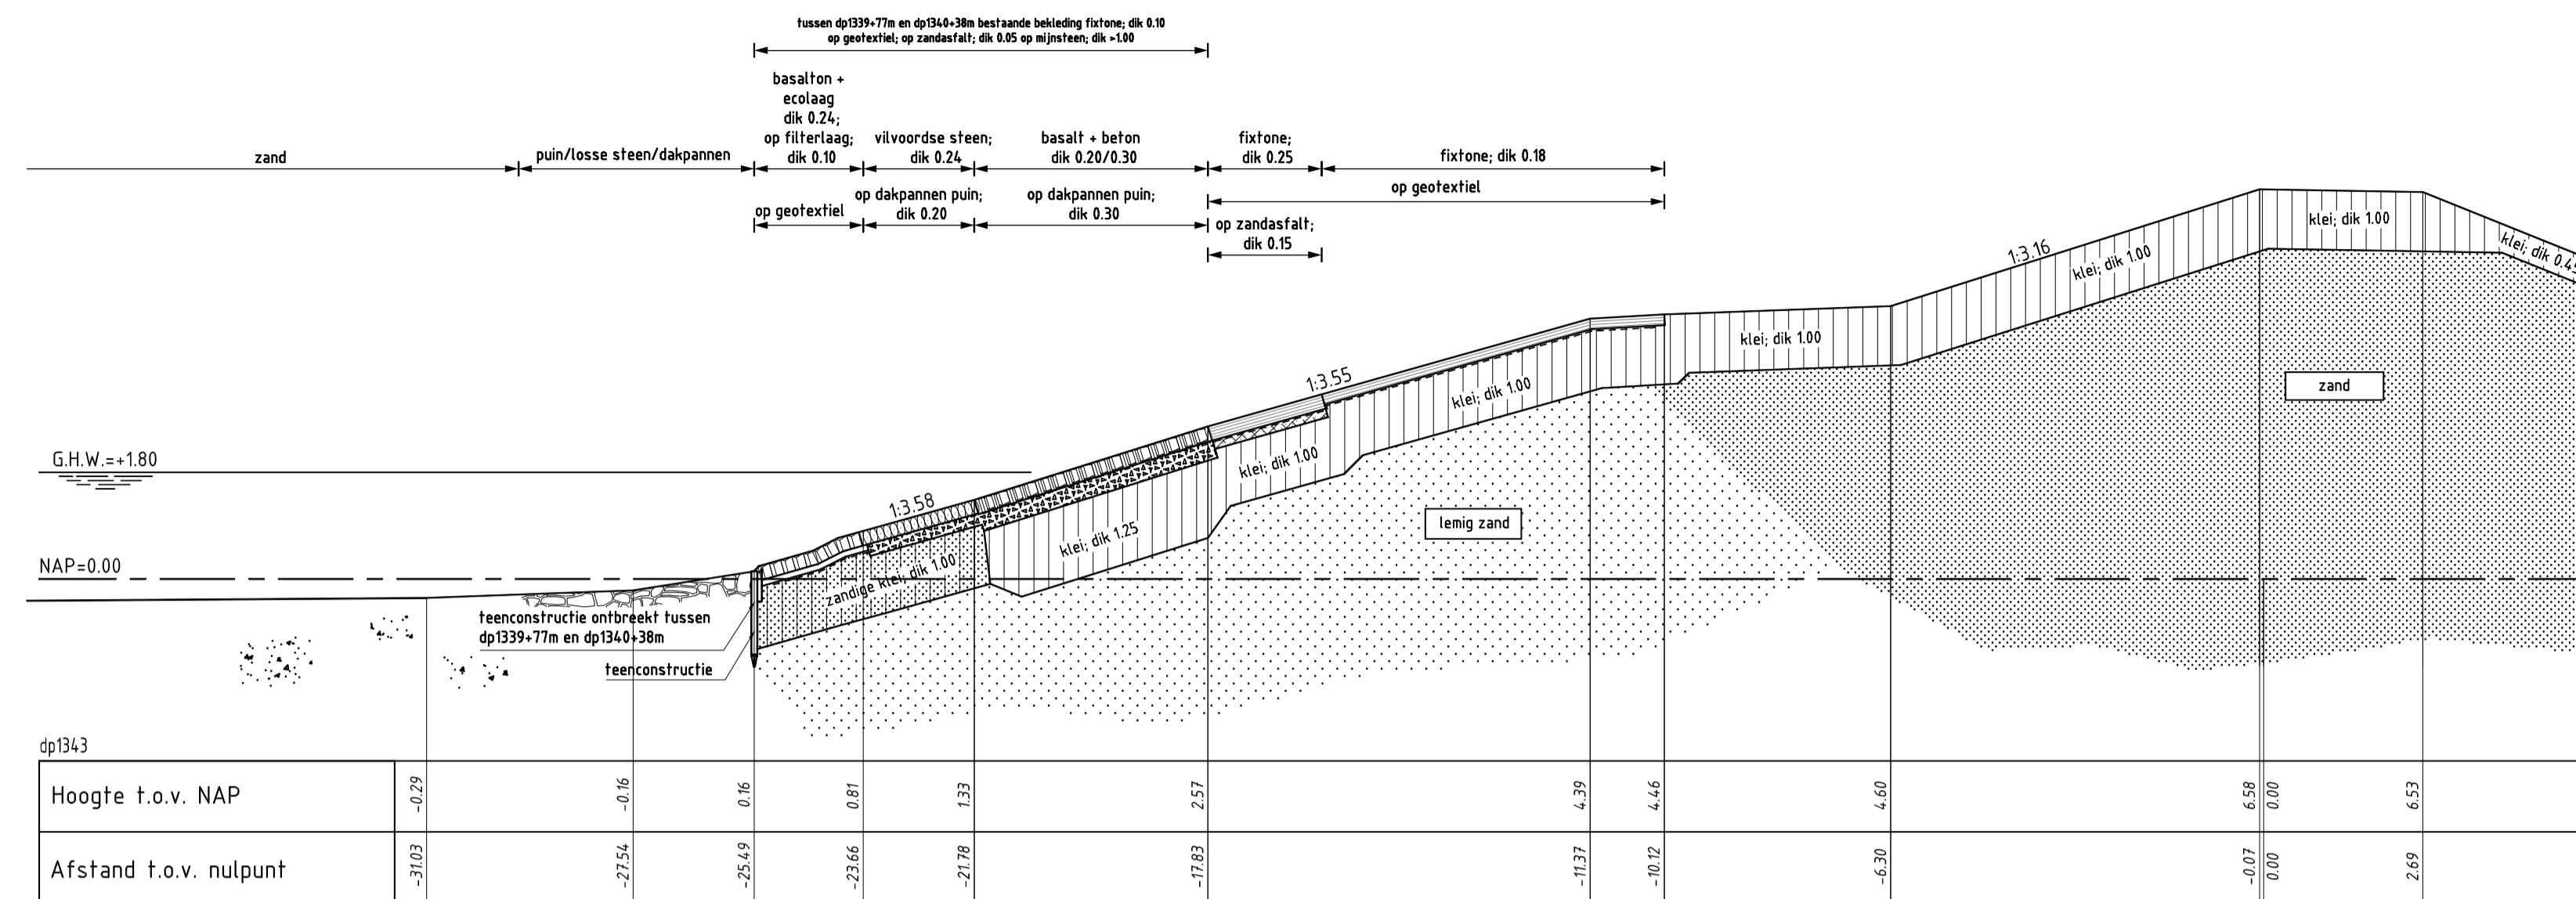 tussen dp1339+77m en dp1340+38m bestaande bekleding fixtone; dik 0.10
op geotextiel; op zandasfalt; dik 0.05 op mijnsteen; dik >1.00
zand
puin/losse steen/dakpannen
basalton +
ecolaag
dik 0.24;
op filterlaag;
dik 0.10
vilvoordse steen;
dik 0.24
basalt + beton
dik 0.20/0.30
fixtone;
dik 0.25
fixtone; dik 0.18
op geotextiel
op dakpannen puin;
dik 0.20
op dakpannen puin;
dik 0.30
op geotextiel
op zandasfalt;
dik 0.15
1:3.16
klei; dik 1.00
klei; dik 1.00
klei; dik 0.4
klei; dik 1.00
zand
1:3.55
klei; dik 1.00
klei; dik 1.00
G.H.W.=+1.80
1:3.58
klei; dik 1.25
lemig zand
NAP=0.00
zandige klei; dik 1.00
teenconstructie ontbreekt tussen
dp1339+77m en dp1340+38m
teenconstructie
dp1343
Hoogte t.o.v. NAP
-0.29
-0.16
0.16
0.81
1.33
2.57
4.39
4.46
4.60
6.58
0.00
6.53
Afstand t.o.v. nulpunt
-31.03
-27.54
-25.49
-23.66
-21.78
-17.83
-11.37
-10.12
-6.30
-0.07
0.00
2.69